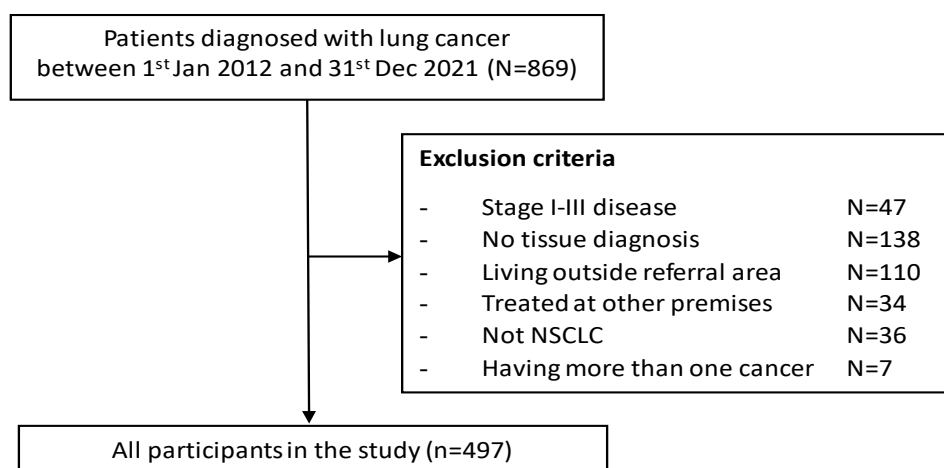 Patients diagnosed with lung cancer
between 1st Jan 2012 and 31st Dec 2021 (N=869)
Exclusion criteria
- Stage I-III disease N=47
- No tissue diagnosis N=138
- Living outside referral area N=110
- Treated at other premises N=34
- Not NSCLC N=36
- Having more than one cancer N=7
All participants in the study (n=497)